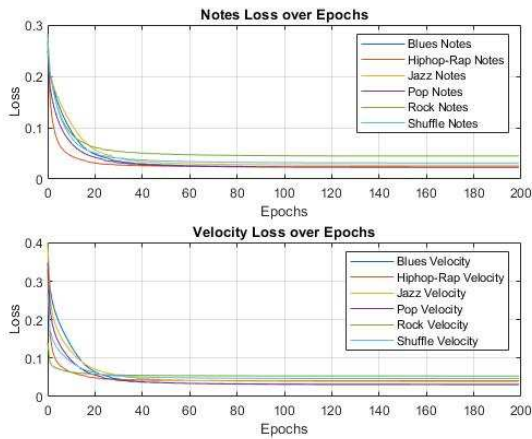 Notes Loss over Epochs
0.3
0.2
0.1
0
Loss
Blues Notes
Hiphop-Rap Notes
Jazz Notes
Pop Notes
Rock Notes
Shuffle Notes
0 20 40 60 80 100 120 140 160 180 200
Epochs
Velocity Loss over Epochs
0.4
0.3
0.2
0.1
0
Loss
Blues Velocity
Hiphop-Rap Velocity
Jazz Velocity
Pop Velocity
Rock Velocity
Shuffle Velocity
0 20 40 60 80 100 120 140 160 180 200
Epochs